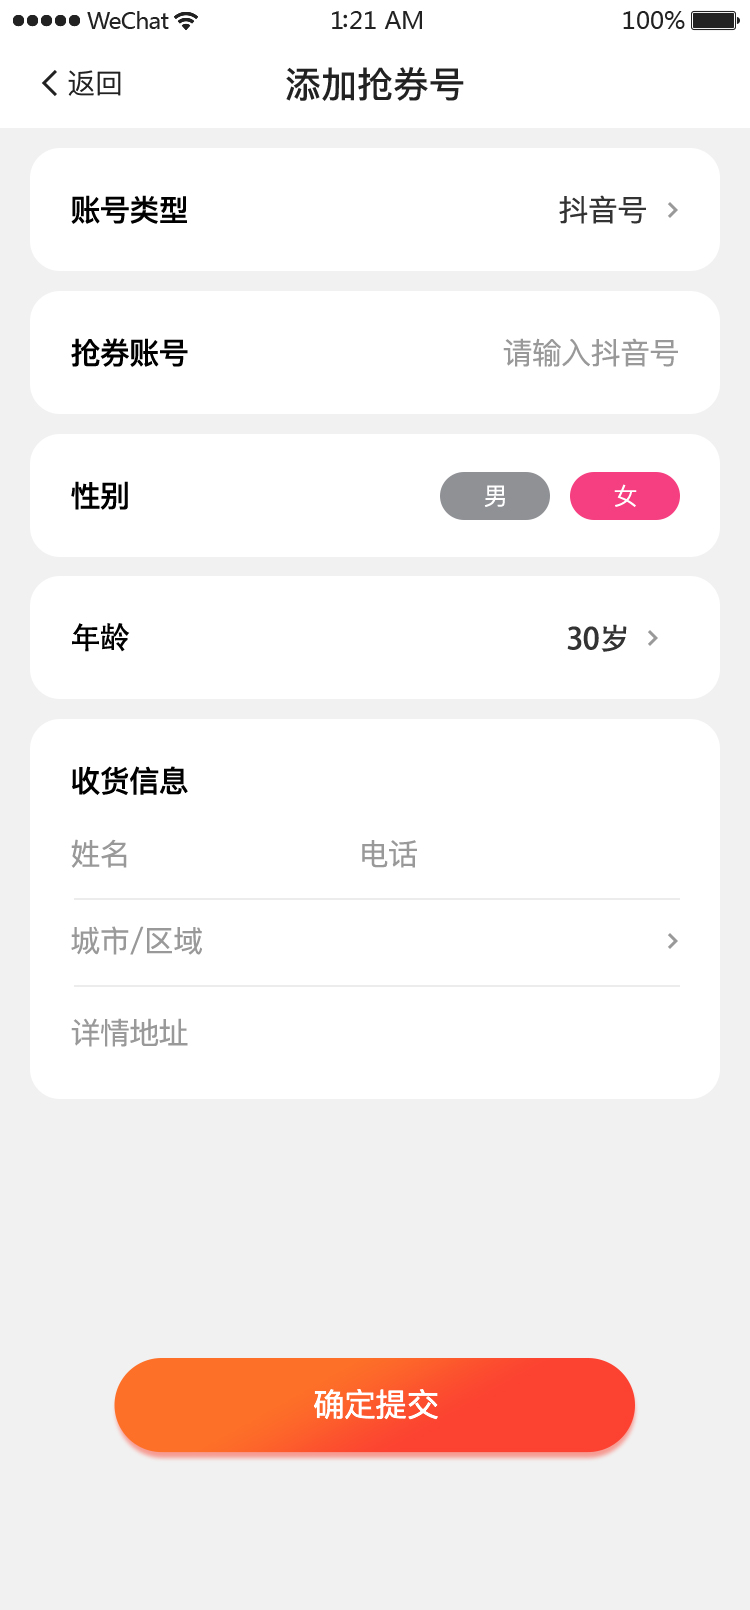 WeChat 1:21 AM 100%
返回 添加抢券号
账号类型 抖音号
抢券账号 请输入抖音号
性别 男 女
年龄 30岁
收货信息
姓名 电话
城市/区域
详情地址
确定提交